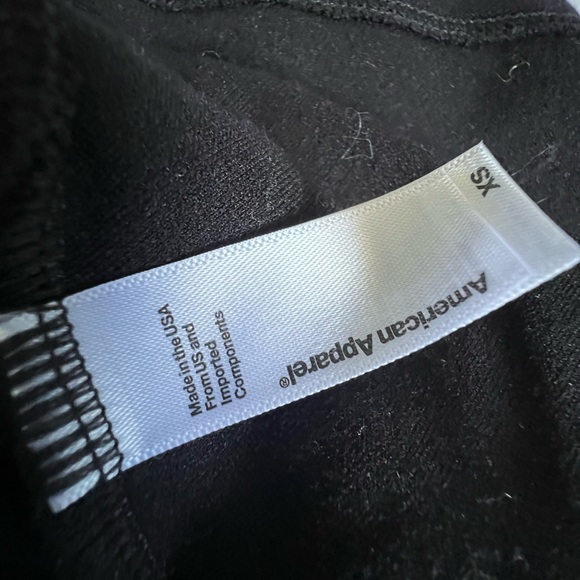 XS
American Apparel®
Made in the USA
From US and
Imported
Components